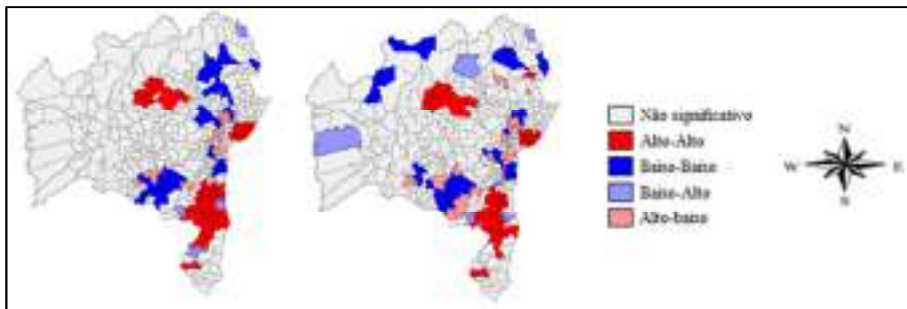 Não significativo
Alto-Alto
Baixo-Baixo
Baixo-Alto
Alto-baixo
N
W
E
S